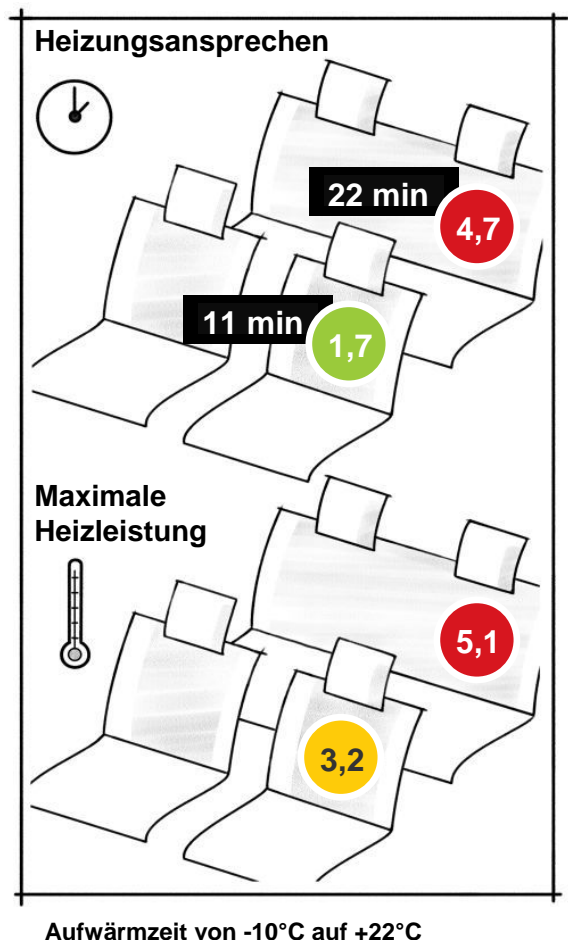 Heizungsansprechen
22 min
4,7
11 min
1,7
Maximale
Heizleistung
5,1
3,2
Aufwärmzeit von -10°C auf +22°C